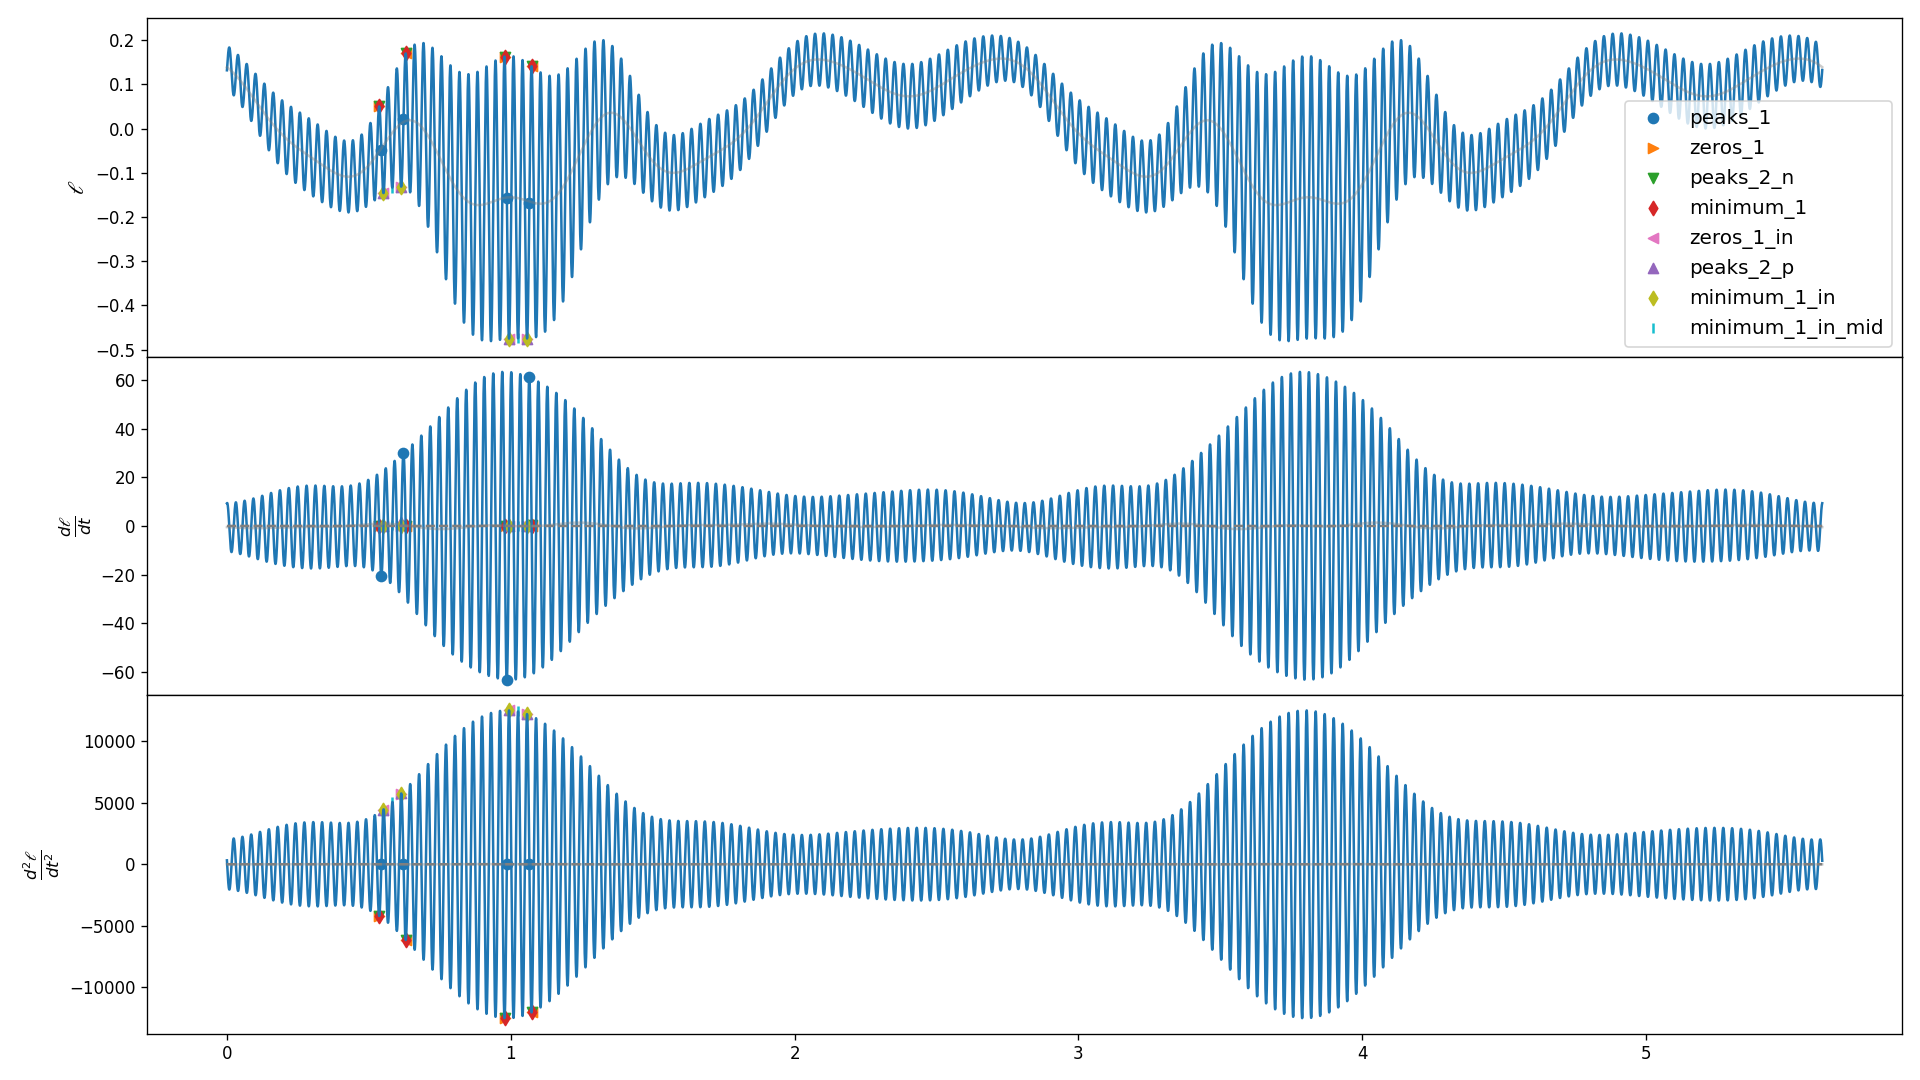 0.2
0.1
0.0
−0.1
−0.2
−0.3
−0.4
−0.5
ℓ
peaks_1
zeros_1
peaks_2_n
minimum_1
zeros_1_in
peaks_2_p
minimum_1_in
minimum_1_in_mid
60
40
20
0
−20
−40
−60
dℓ
dt
10000
5000
0
−5000
−10000
d²ℓ
dt²
0 1 2 3 4 5